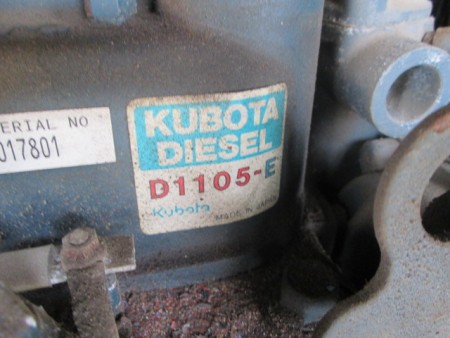 ERIAL NO
017801
KUBOTA
DIESEL
D1105-E
Kubota
MADE IN JAPAN